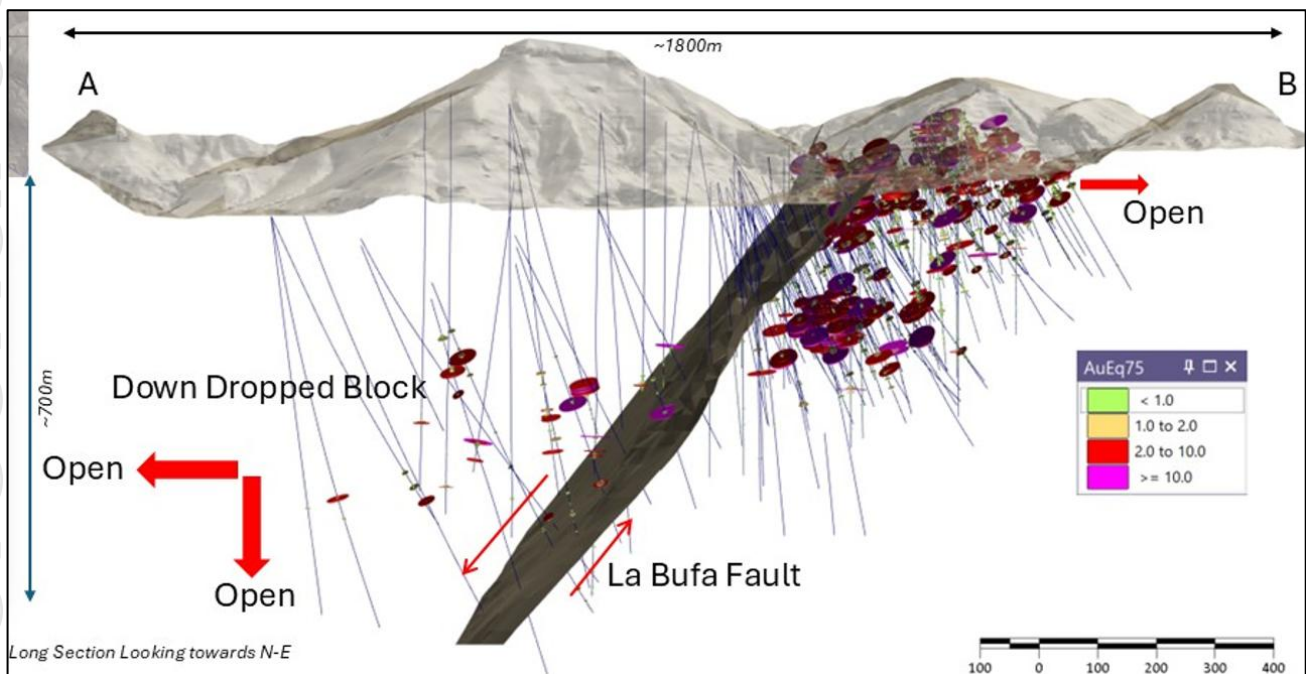 ~1800m
A
B
Open
~700m
Down Dropped Block
AuEq75
< 1.0
1.0 to 2.0
2.0 to 10.0
>= 10.0
Open
Open
La Bufa Fault
Long Section Looking towards N-E
100 0 100 200 300 400